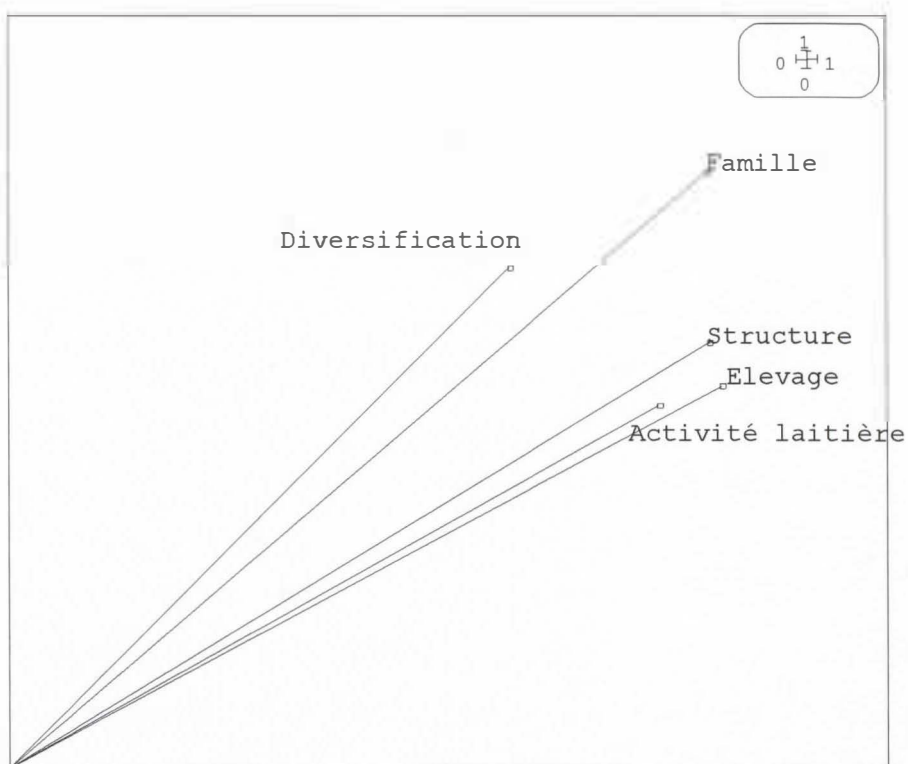 1
0 1
0
Famille
Diversification
Structure
Elevage
Activité laitière